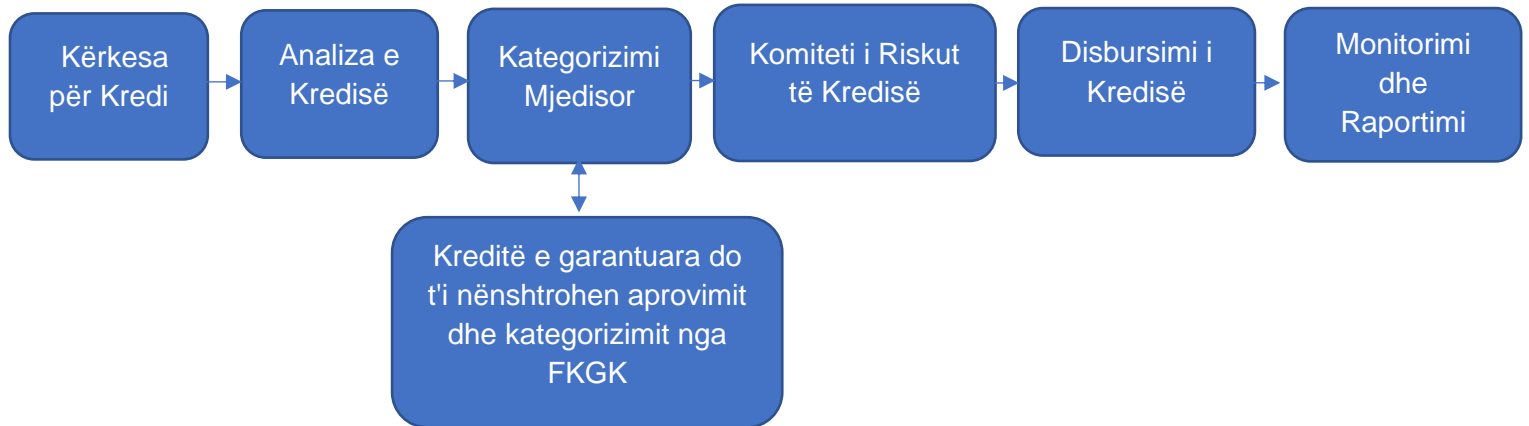 Kërkesa
për Kredi
Analiza e
Kredisë
Kategorizimi
Mjedisor
Komiteti i Riskut
të Kredisë
Disbursimi i
Kredisë
Monitorimi
dhe
Raportimi
Kreditë e garantuara do
t'i nënshtrohen aprovimit
dhe kategorizimit nga
FKGK